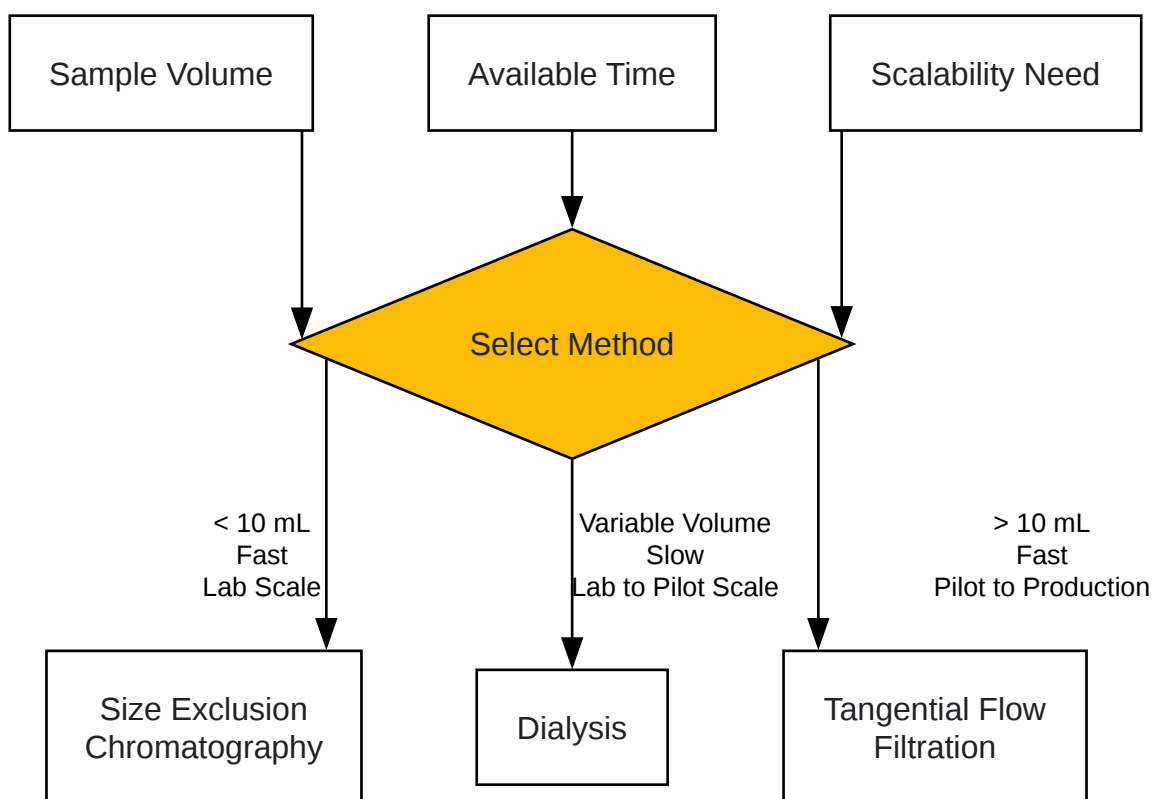 Sample Volume
Available Time
Scalability Need
Select Method
< 10 mL
Fast
Lab Scale
Variable Volume
Slow
Lab to Pilot Scale
> 10 mL
Fast
Pilot to Production
Size Exclusion
Chromatography
Dialysis
Tangential Flow
Filtration